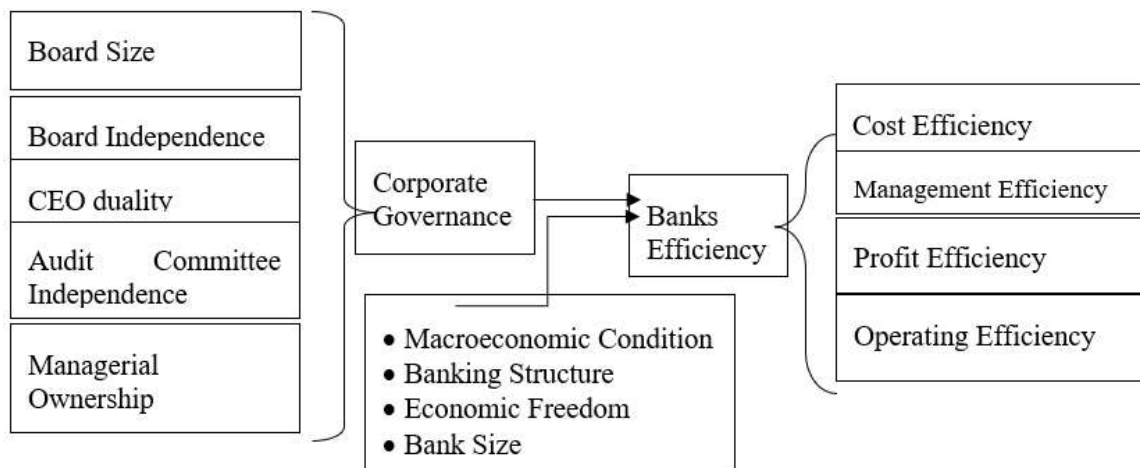 Board Size
Board Independence
CEO duality
Audit Committee
Independence
Managerial
Ownership
Corporate
Governance
• Macroeconomic Condition
• Banking Structure
• Economic Freedom
• Bank Size
Banks
Efficiency
Cost Efficiency
Management Efficiency
Profit Efficiency
Operating Efficiency